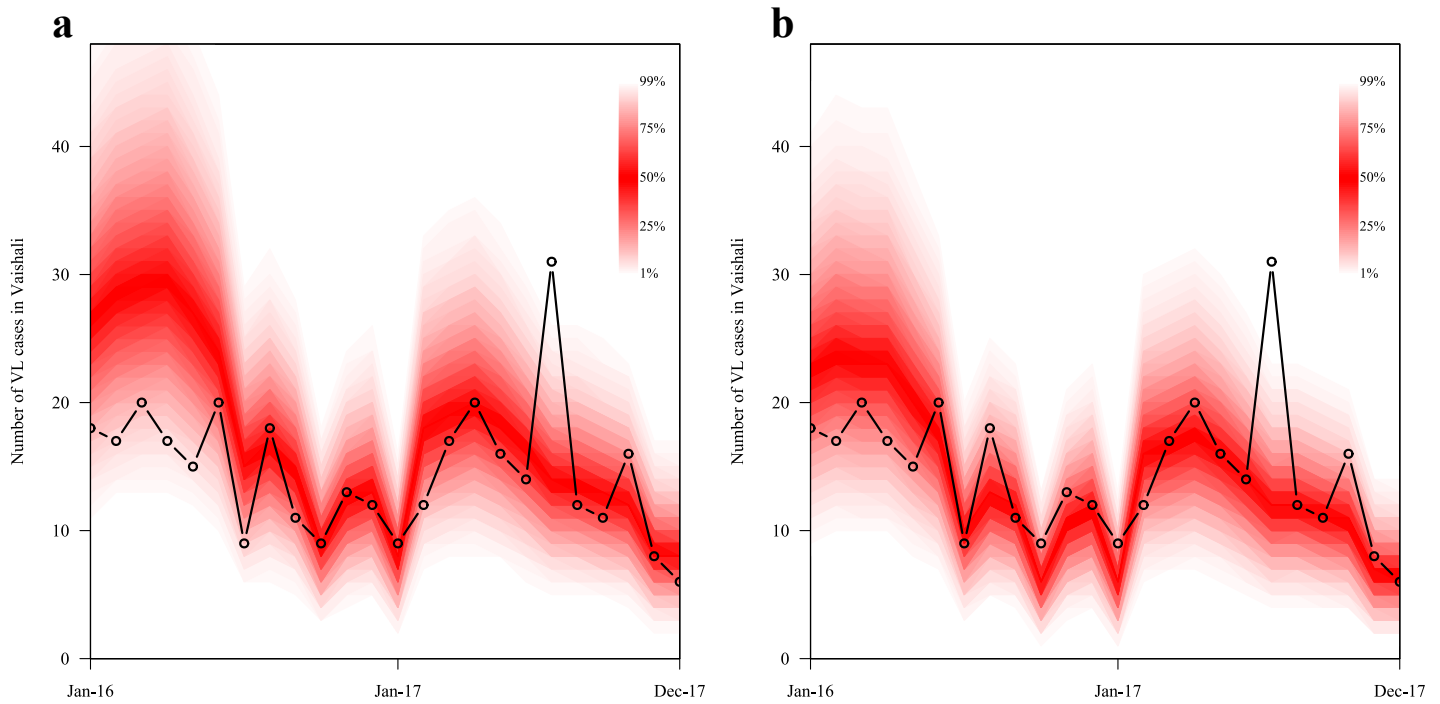 a
Number of VL cases in Vaishali
40
30
20
10
0
Jan-16
Jan-17
Dec-17
99%
75%
50%
25%
1%
b
Number of VL cases in Vaishali
40
30
20
10
0
Jan-16
Jan-17
Dec-17
99%
75%
50%
25%
1%